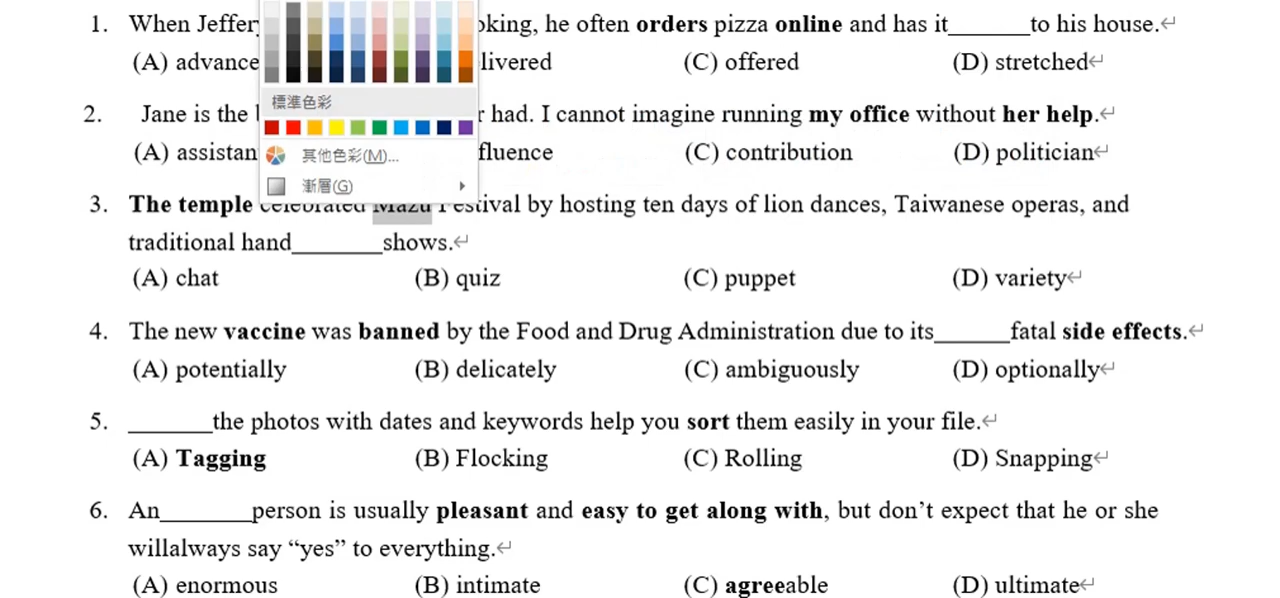 1. When Jeffer oking, he often orders pizza online and has it______to his house.↵
(A) advance livered (C) offered (D) stretched↵
標準色彩
2. Jane is the r had. I cannot imagine running my office without her help.↵
(A) assistan fluence (C) contribution (D) politician↵
其他色彩(M)...
漸層(G)
3. The temple celebrated Mazu Festival by hosting ten days of lion dances, Taiwanese operas, and
traditional hand_______shows.↵
(A) chat (B) quiz (C) puppet (D) variety↵
4. The new vaccine was banned by the Food and Drug Administration due to its______fatal side effects.↵
(A) potentially (B) delicately (C) ambiguously (D) optionally↵
5. _______the photos with dates and keywords help you sort them easily in your file.↵
(A) Tagging (B) Flocking (C) Rolling (D) Snapping↵
6. An_______person is usually pleasant and easy to get along with, but don’t expect that he or she
willalways say “yes” to everything.↵
(A) enormous (B) intimate (C) agreeable (D) ultimate↵